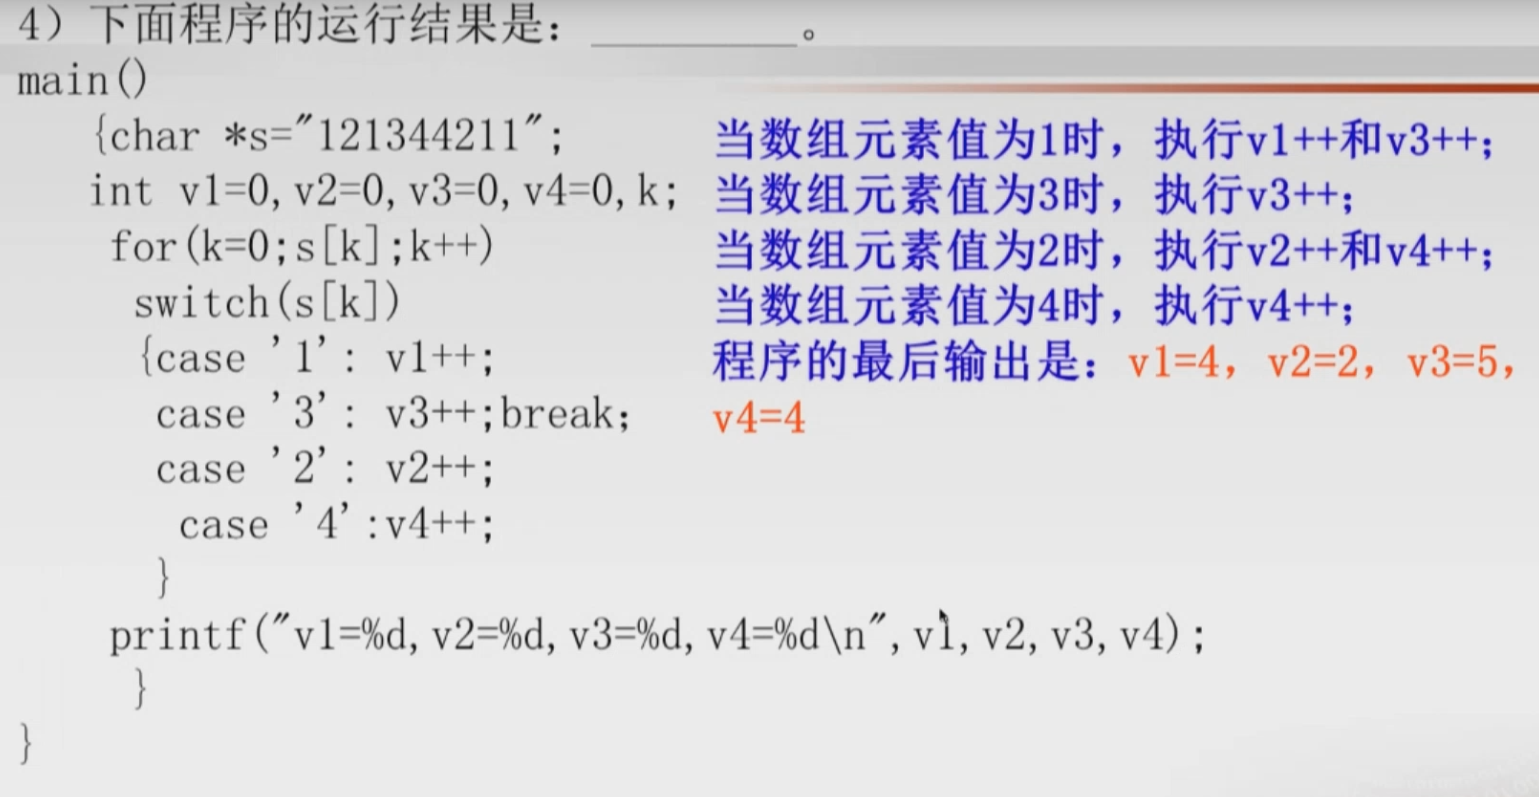 4）下面程序的运行结果是：_________。
main()
{char *s="121344211";
当数组元素值为1时，执行v1++和v3++;
int v1=0,v2=0,v3=0,v4=0,k;
当数组元素值为3时，执行v3++;
for(k=0;s[k];k++)
当数组元素值为2时，执行v2++和v4++;
switch(s[k])
当数组元素值为4时，执行v4++;
{case '1': v1++;
程序的最后输出是：v1=4，v2=2，v3=5，
case '3': v3++;break;
v4=4
case '2': v2++;
case '4':v4++;
}
printf("v1=%d,v2=%d,v3=%d,v4=%d\n",v1,v2,v3,v4);
}
}